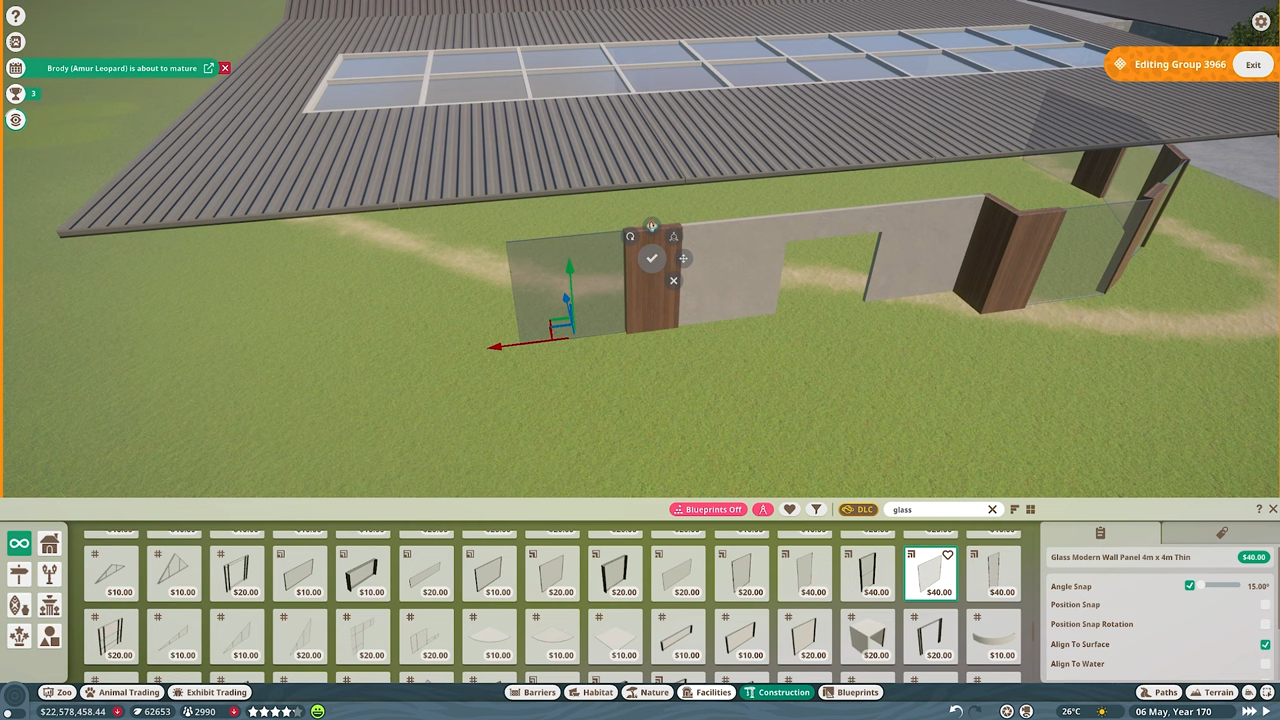 ?
Brody (Amur Leopard) is about to mature
3
Editing Group 3966
Exit
Blueprints Off
DLC
glass
?
Glass Modern Wall Panel 4m x 4m Thin
$40.00
Angle Snap
15.00°
Position Snap
Position Snap Rotation
Align To Surface
Align To Water
$10.00 $10.00 $20.00 $10.00 $10.00 $20.00 $10.00 $20.00 $20.00 $20.00 $20.00 $40.00 $40.00 $40.00 $40.00
$20.00 $10.00 $10.00 $20.00 $20.00 $10.00 $10.00 $10.00 $10.00 $10.00 $20.00 $20.00 $20.00 $10.00
Zoo Animal Trading Exhibit Trading Barriers Habitat Nature Facilities Construction Blueprints Paths Terrain
$22,578,458.44 62653 2990 26°C 06 May, Year 170